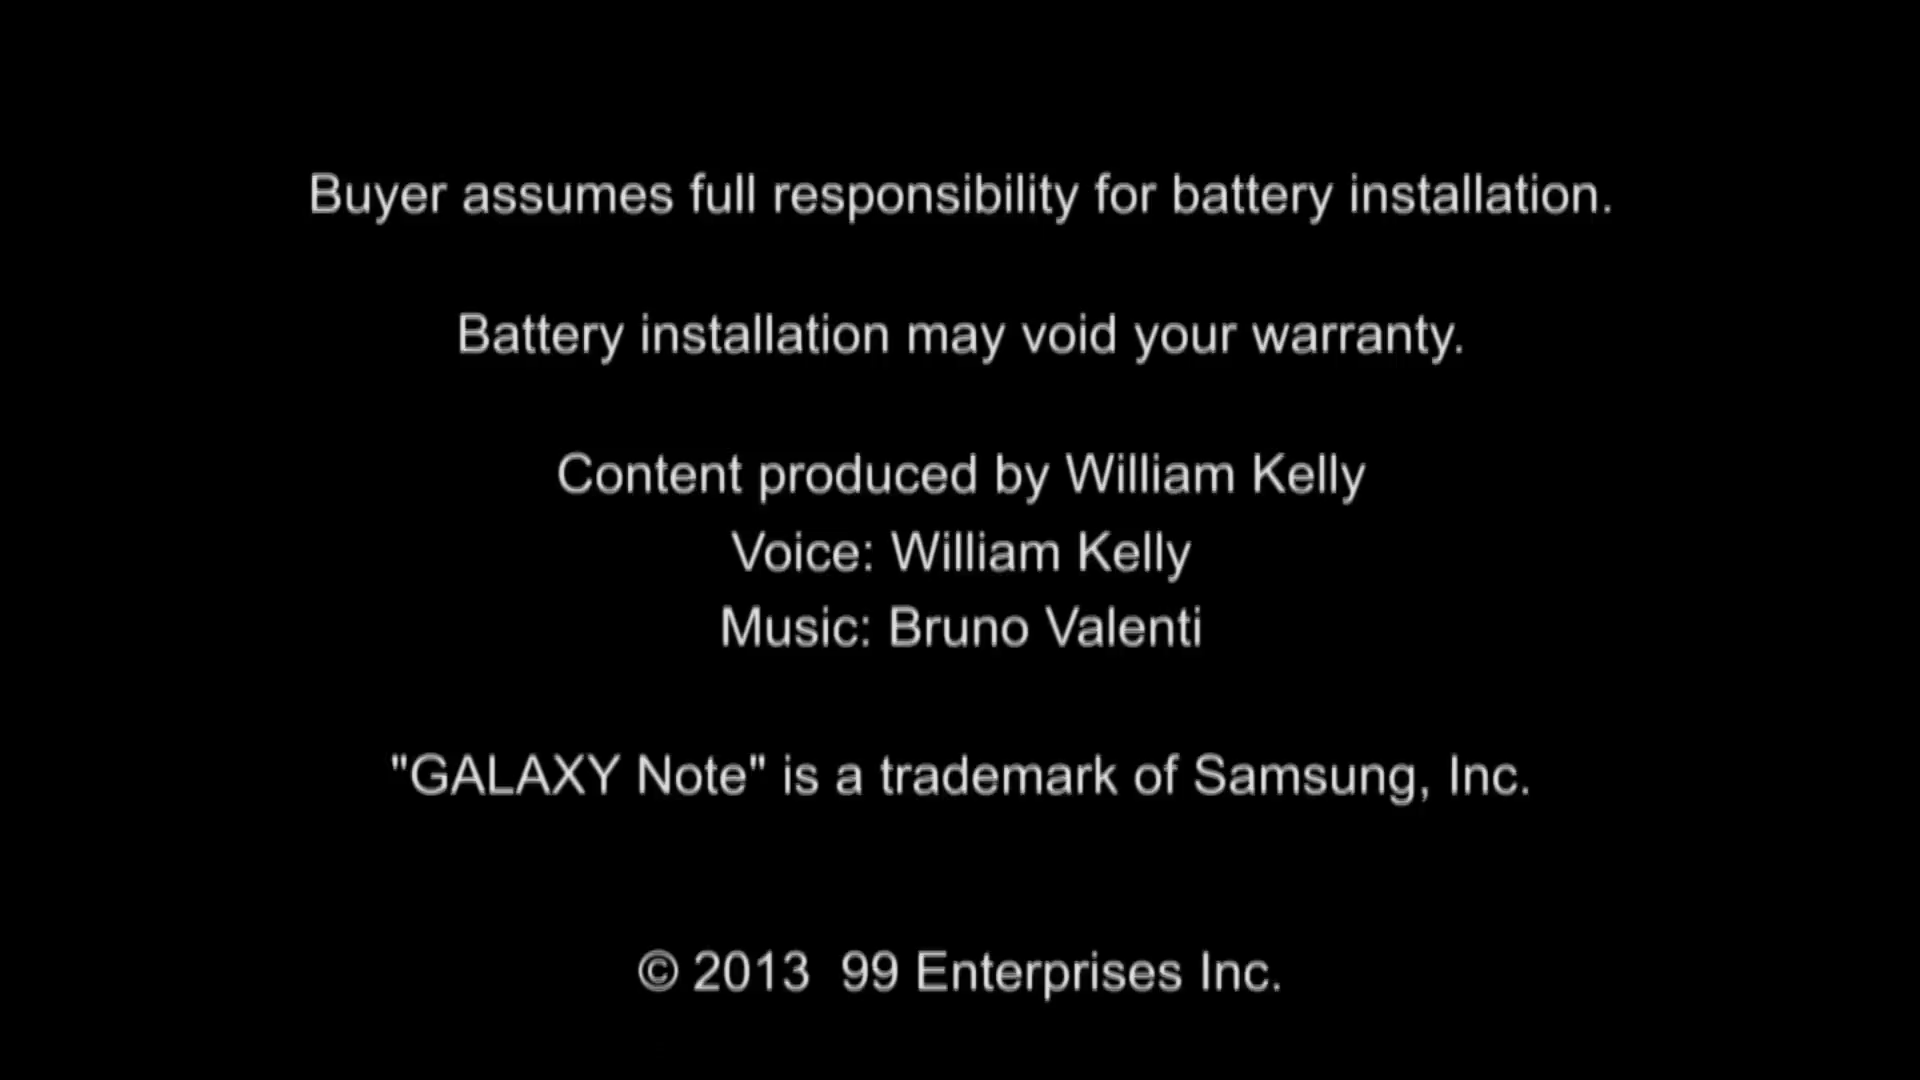 Buyer assumes full responsibility for battery installation.
Battery installation may void your warranty.
Content produced by William Kelly
Voice: William Kelly
Music: Bruno Valenti
"GALAXY Note" is a trademark of Samsung, Inc.
© 2013  99 Enterprises Inc.